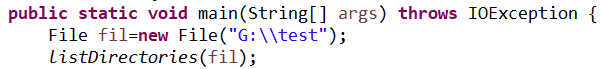 public static void main(String[] args) throws IOException {
File fil=new File("G:\\test");
listDirectories(fil);